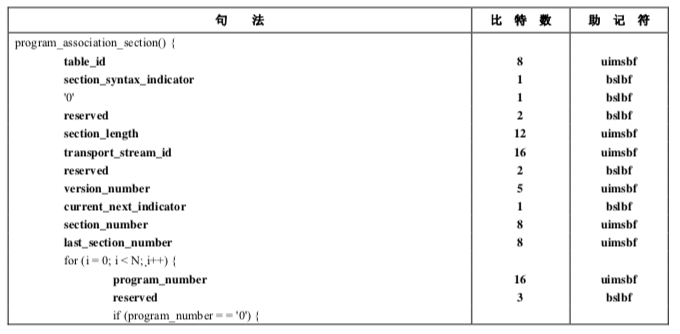 句 法 比 特 数 助 记 符
program_association_section() {
table_id 8 uimsbf
section_syntax_indicator 1 bslbf
'0' 1 bslbf
reserved 2 bslbf
section_length 12 uimsbf
transport_stream_id 16 uimsbf
reserved 2 bslbf
version_number 5 uimsbf
current_next_indicator 1 bslbf
section_number 8 uimsbf
last_section_number 8 uimsbf
for (i = 0; i < N; i++) {
program_number 16 uimsbf
reserved 3 bslbf
if (program_number = = '0') {